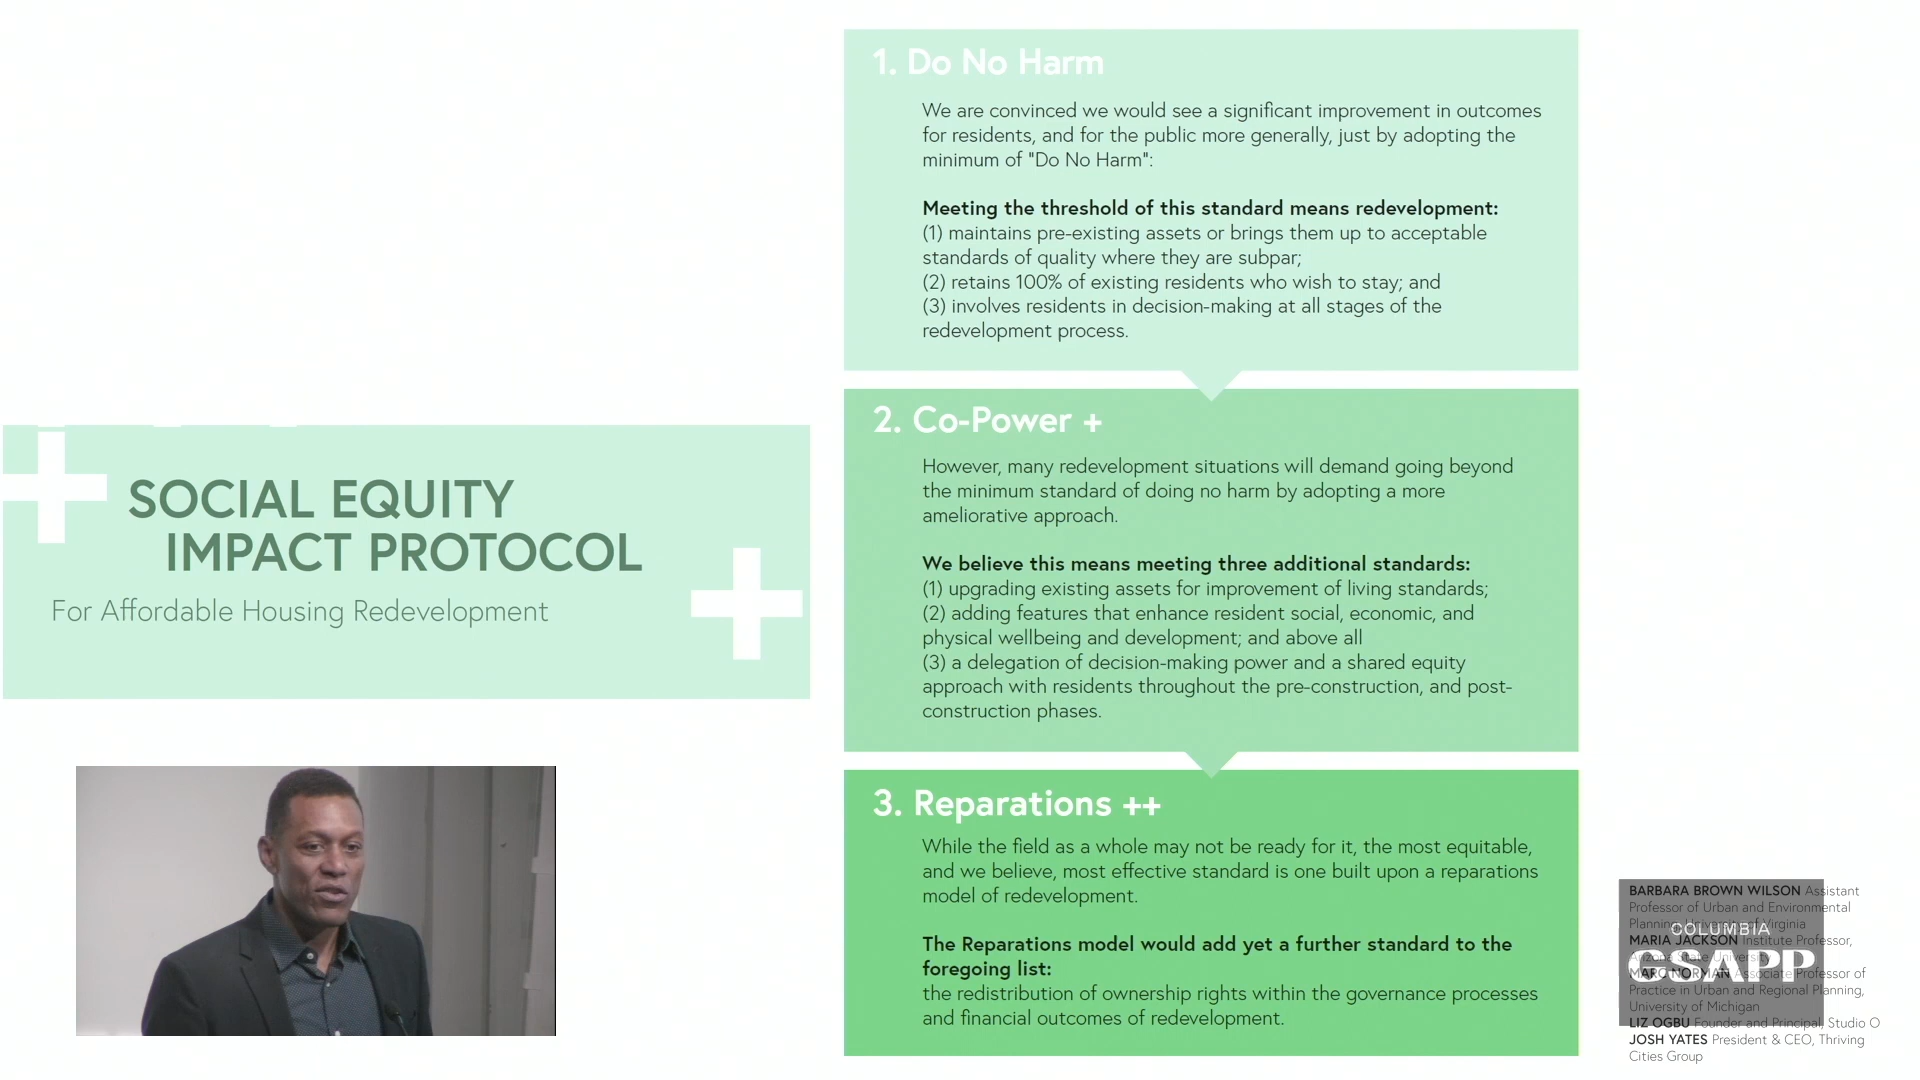 SOCIAL EQUITY
IMPACT PROTOCOL
For Affordable Housing Redevelopment
1. Do No Harm
We are convinced we would see a significant improvement in outcomes
for residents, and for the public more generally, just by adopting the
minimum of "Do No Harm":
Meeting the threshold of this standard means redevelopment:
(1) maintains pre-existing assets or brings them up to acceptable
standards of quality where they are subpar;
(2) retains 100% of existing residents who wish to stay; and
(3) involves residents in decision-making at all stages of the
redevelopment process.
2. Co-Power +
However, many redevelopment situations will demand going beyond
the minimum standard of doing no harm by adopting a more
ameliorative approach.
We believe this means meeting three additional standards:
(1) upgrading existing assets for improvement of living standards;
(2) adding features that enhance resident social, economic, and
physical wellbeing and development; and above all
(3) a delegation of decision-making power and a shared equity
approach with residents throughout the pre-construction, and post-
construction phases.
3. Reparations ++
While the field as a whole may not be ready for it, the most equitable,
and we believe, most effective standard is one built upon a reparations
model of redevelopment.
The Reparations model would add yet a further standard to the
foregoing list:
the redistribution of ownership rights within the governance processes
and financial outcomes of redevelopment.
BARBARA BROWN WILSON Assistant
Professor of Urban and Environmental
Planning, University of Virginia
MARIA JACKSON Institute Professor,
Arizona State University
MARC NORMAN Associate Professor of
Practice in Urban and Regional Planning,
University of Michigan
LIZ OGBU Founder and Principal, Studio O
JOSH YATES President & CEO, Thriving
Cities Group
COLUMBIA
GSAPP